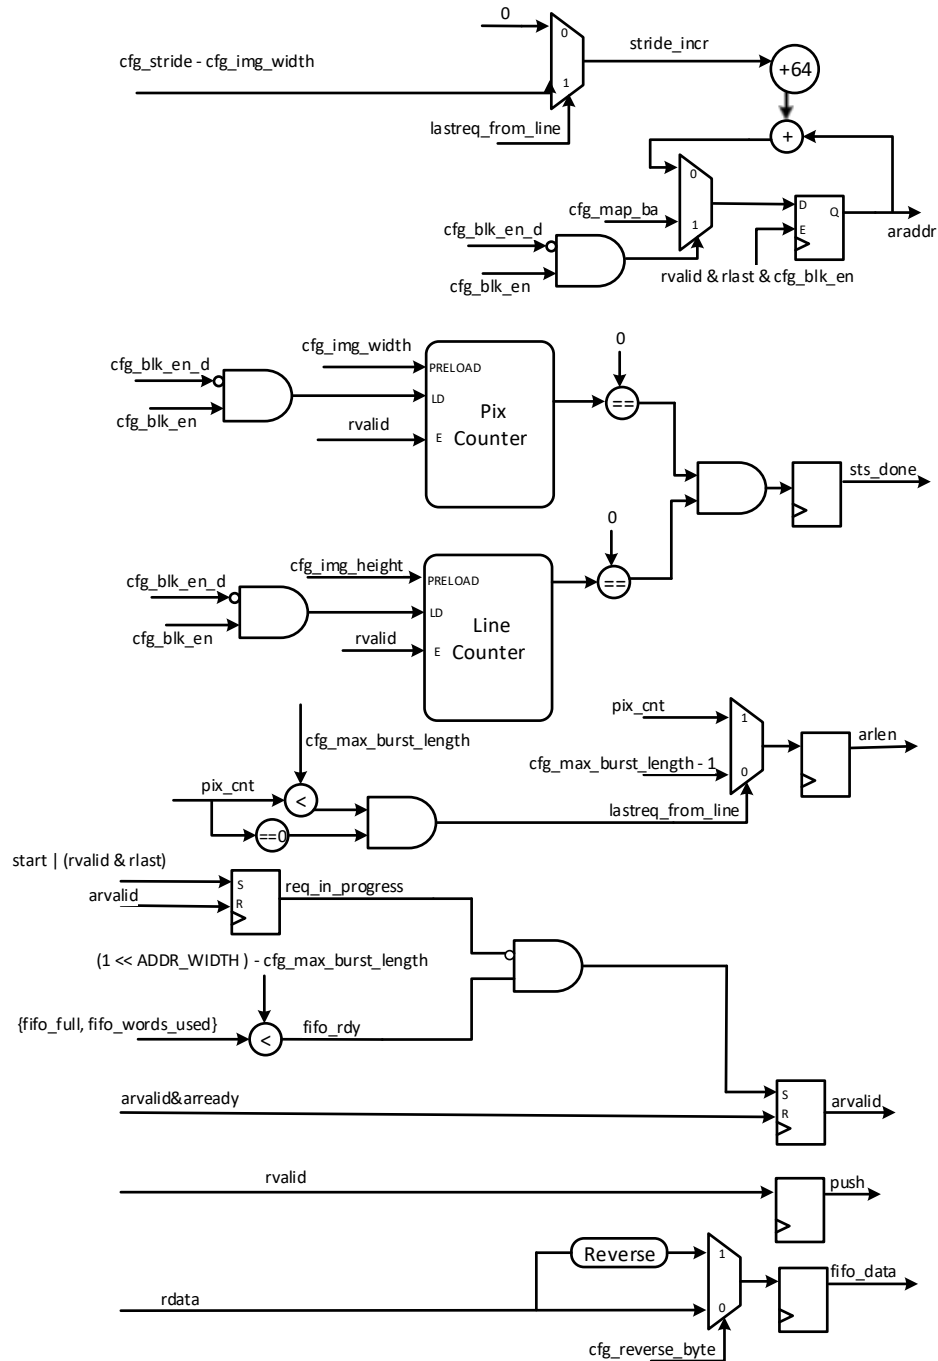 0
0
stride_incr
+64
cfg_stride - cfg_img_width
1
lastreq_from_line
+
0
cfg_map_ba
D
Q
cfg_blk_en_d
1
E
araddr
cfg_blk_en
rvalid & rlast & cfg_blk_en
0
cfg_img_width
cfg_blk_en_d
PRELOAD
LD
Pix
Counter
==
cfg_blk_en
rvalid
E
sts_done
0
cfg_img_height
cfg_blk_en_d
PRELOAD
==
LD
Line
Counter
cfg_blk_en
rvalid
E
pix_cnt
1
cfg_max_burst_length
arlen
cfg_max_burst_length - 1
0
pix_cnt
<
lastreq_from_line
==0
start | (rvalid & rlast)
S
req_in_progress
arvalid
R
(1 << ADDR_WIDTH ) - cfg_max_burst_length
{fifo_full, fifo_words_used}
<
fifo_rdy
S
arvalid&arready
R
arvalid
rvalid
push
Reverse
1
fifo_data
rdata
0
cfg_reverse_byte